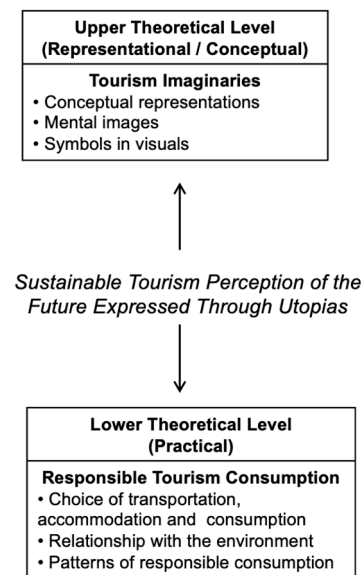 Upper Theoretical Level
(Representational / Conceptual)
Tourism Imaginaries
• Conceptual representations
• Mental images
• Symbols in visuals
Sustainable Tourism Perception of the
Future Expressed Through Utopias
Lower Theoretical Level
(Practical)
Responsible Tourism Consumption
• Choice of transportation,
accommodation and consumption
• Relationship with the environment
• Patterns of responsible consumption